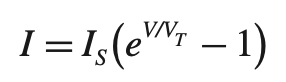 I = I_S(e^{V/V_T} − 1)